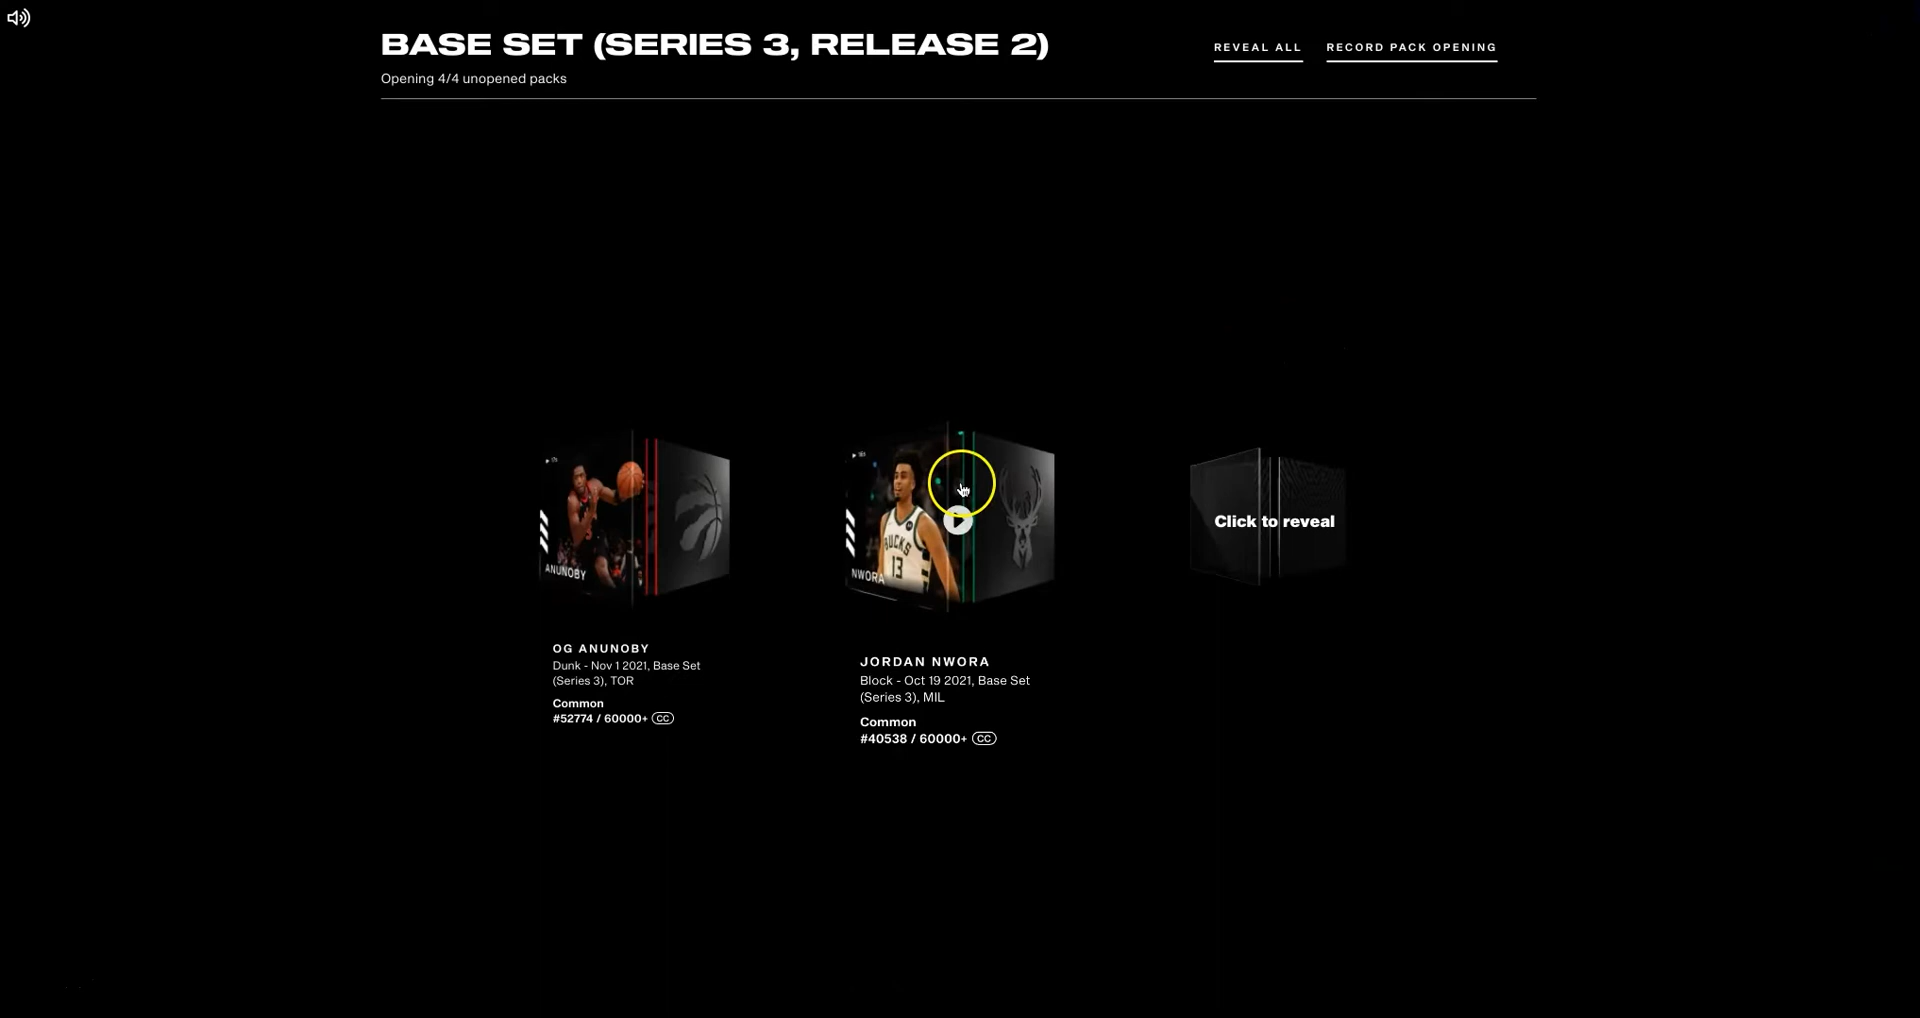 BASE SET (SERIES 3, RELEASE 2)
REVEAL ALL
RECORD PACK OPENING
Opening 4/4 unopened packs
ANUNOBY
NWORA
BUCKS
13
Click to reveal
OG ANUNOBY
Dunk - Nov 1 2021, Base Set
(Series 3), TOR
Common
#52774 / 60000+ CC
JORDAN NWORA
Block - Oct 19 2021, Base Set
(Series 3), MIL
Common
#40538 / 60000+ CC